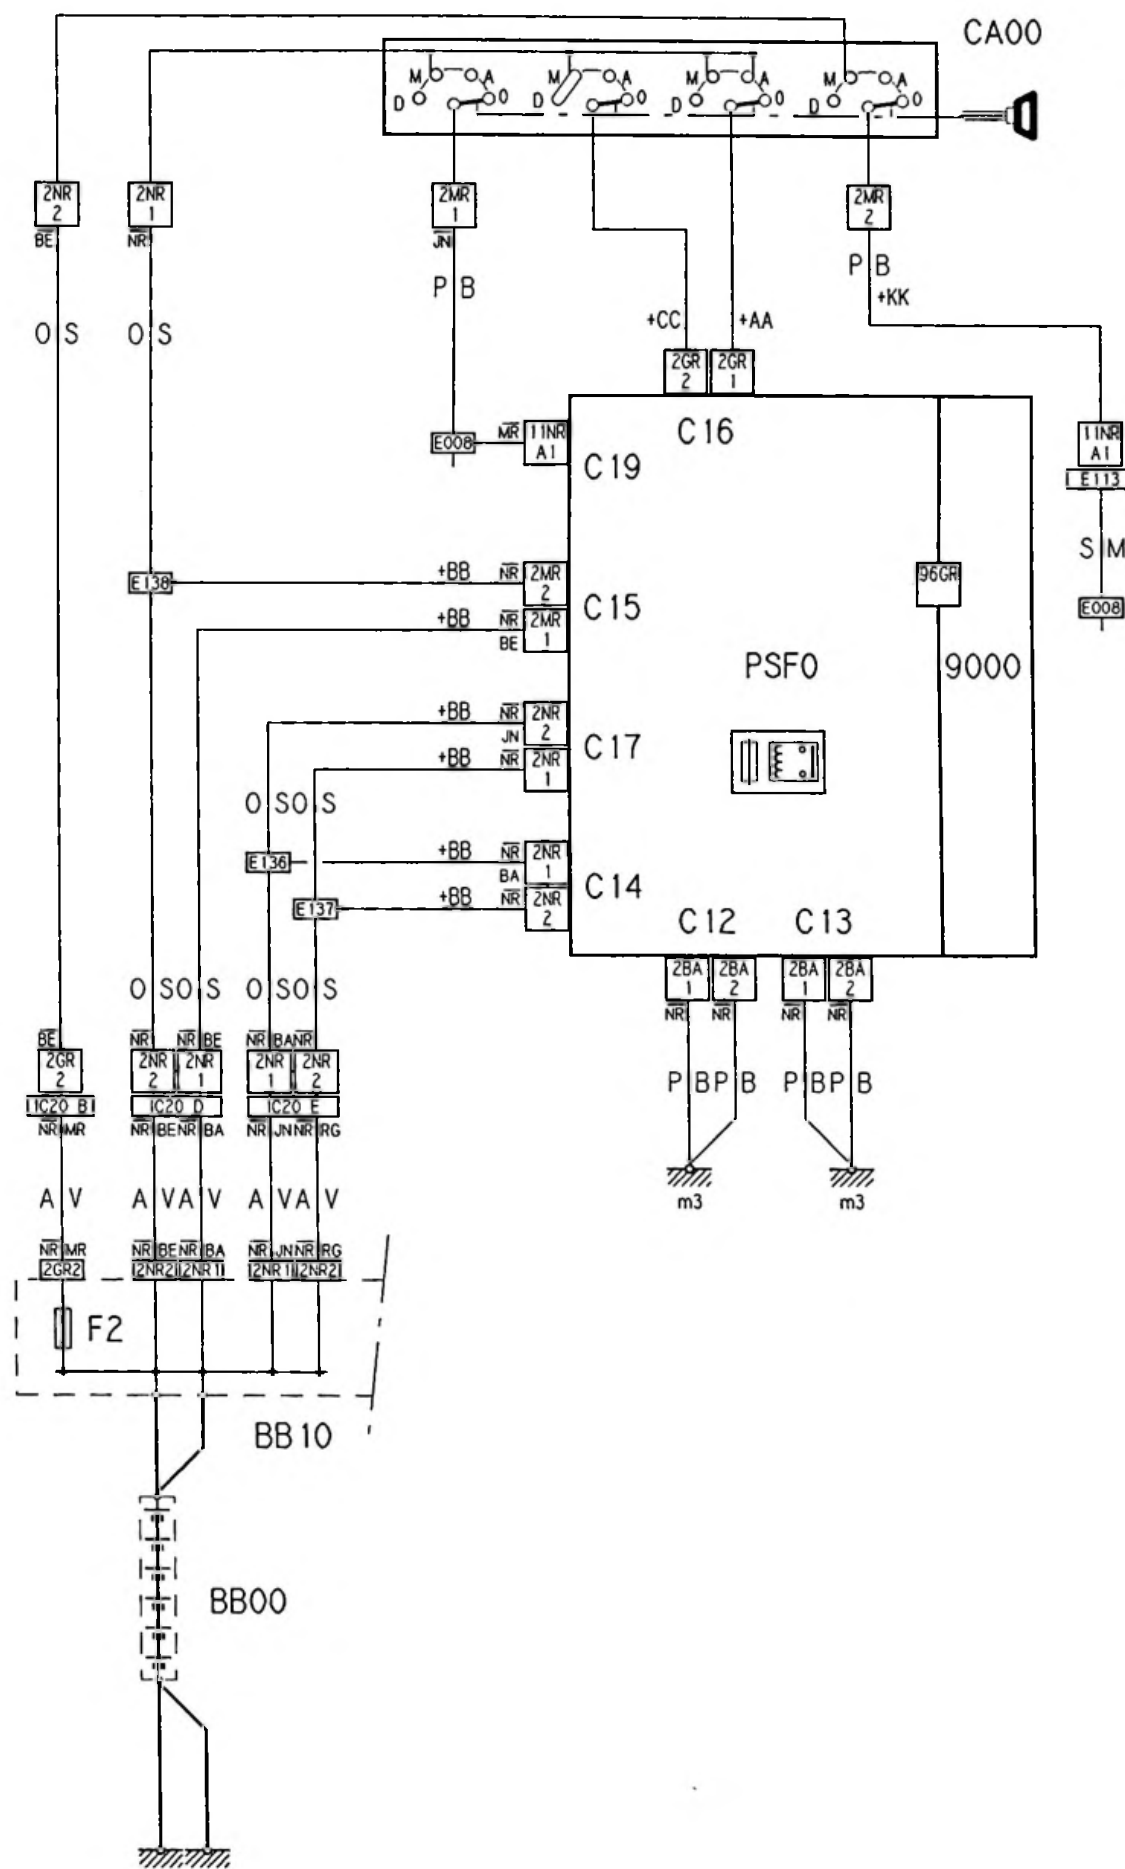 CA00
M A D O
M A D O
M A D O
M A D O
2NR 2
BE
2NR 1
NR
2MR 1
JN
2MR 2
P B
P B
+KK
O S
O S
+CC
+AA
2GR 2
2GR 1
C16
E008
MR
11NR A1
C19
11NR A1
E113
S M
E008
E138
+BB
NR
2MR 2
C15
+BB
NR
BE
2MR 1
96GR
PSF0
9000
+BB
NR
JN
2NR 2
C17
+BB
NR
2NR 1
O S O S
E136
+BB
NR
BA
2NR 1
C14
E137
+BB
NR
2NR 2
C12
C13
2BA 1
2BA 2
2BA 1
2BA 2
NR
NR
NR
NR
P B P B
P B P B
m3
m3
O S O S
O S O S
BE
NR
NR BE
NR BA
NR
2GR 2
2NR 2
2NR 1
2NR 1
2NR 2
1C20 B
1C20 D
1C20 E
NR MR
NR BE
NR BA
NR JN
NR RG
A V
A V
A V
A V
A V
NR MR
NR BE
NR BA
NR JN
NR RG
2GR2
2NR2
2NR1
2NR1
2NR2
F2
BB10
BB00